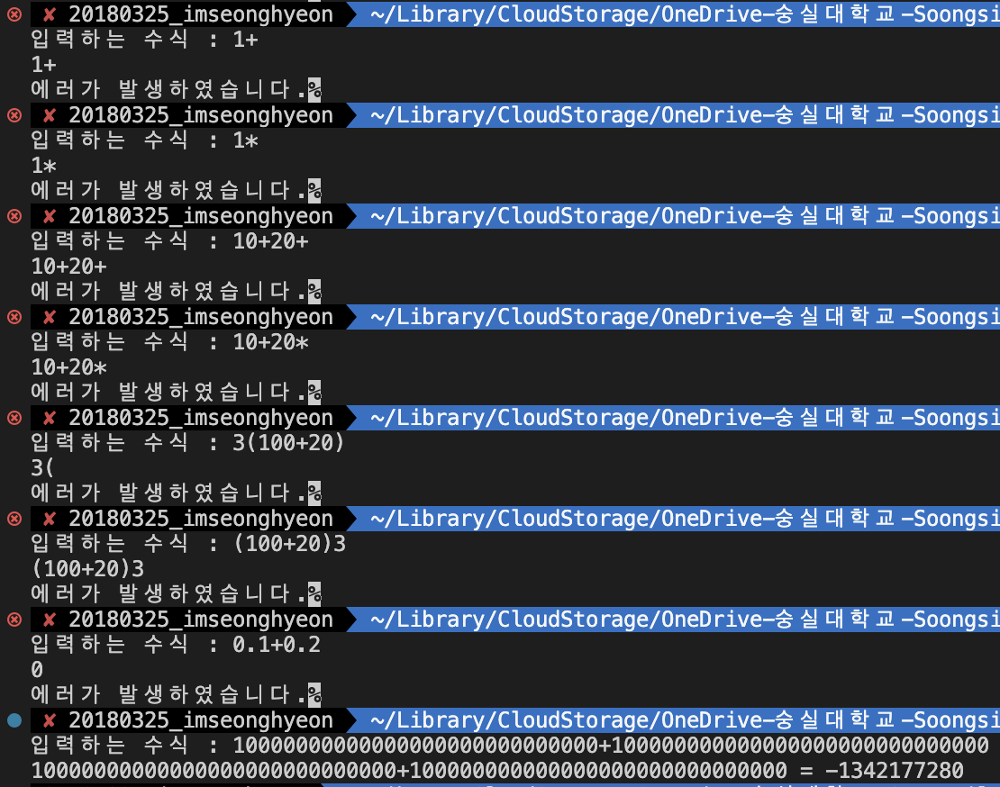 ✘ 20180325_imseonghyeon ~/Library/CloudStorage/OneDrive-숭실대학교-Soongsi
입력하는 수식 : 1+
1+
에러가 발생하였습니다.%
✘ 20180325_imseonghyeon ~/Library/CloudStorage/OneDrive-숭실대학교-Soongsi
입력하는 수식 : 1*
1*
에러가 발생하였습니다.%
✘ 20180325_imseonghyeon ~/Library/CloudStorage/OneDrive-숭실대학교-Soongsi
입력하는 수식 : 10+20+
10+20+
에러가 발생하였습니다.%
✘ 20180325_imseonghyeon ~/Library/CloudStorage/OneDrive-숭실대학교-Soongsi
입력하는 수식 : 10+20*
10+20*
에러가 발생하였습니다.%
✘ 20180325_imseonghyeon ~/Library/CloudStorage/OneDrive-숭실대학교-Soongsi
입력하는 수식 : 3(100+20)
3(
에러가 발생하였습니다.%
✘ 20180325_imseonghyeon ~/Library/CloudStorage/OneDrive-숭실대학교-Soongsi
입력하는 수식 : (100+20)3
(100+20)3
에러가 발생하였습니다.%
✘ 20180325_imseonghyeon ~/Library/CloudStorage/OneDrive-숭실대학교-Soongsi
입력하는 수식 : 0.1+0.2
0
에러가 발생하였습니다.%
✘ 20180325_imseonghyeon ~/Library/CloudStorage/OneDrive-숭실대학교-Soongsi
입력하는 수식 : 10000000000000000000000000000+100000000000000000000000000000
10000000000000000000000000000+100000000000000000000000000000 = -1342177280